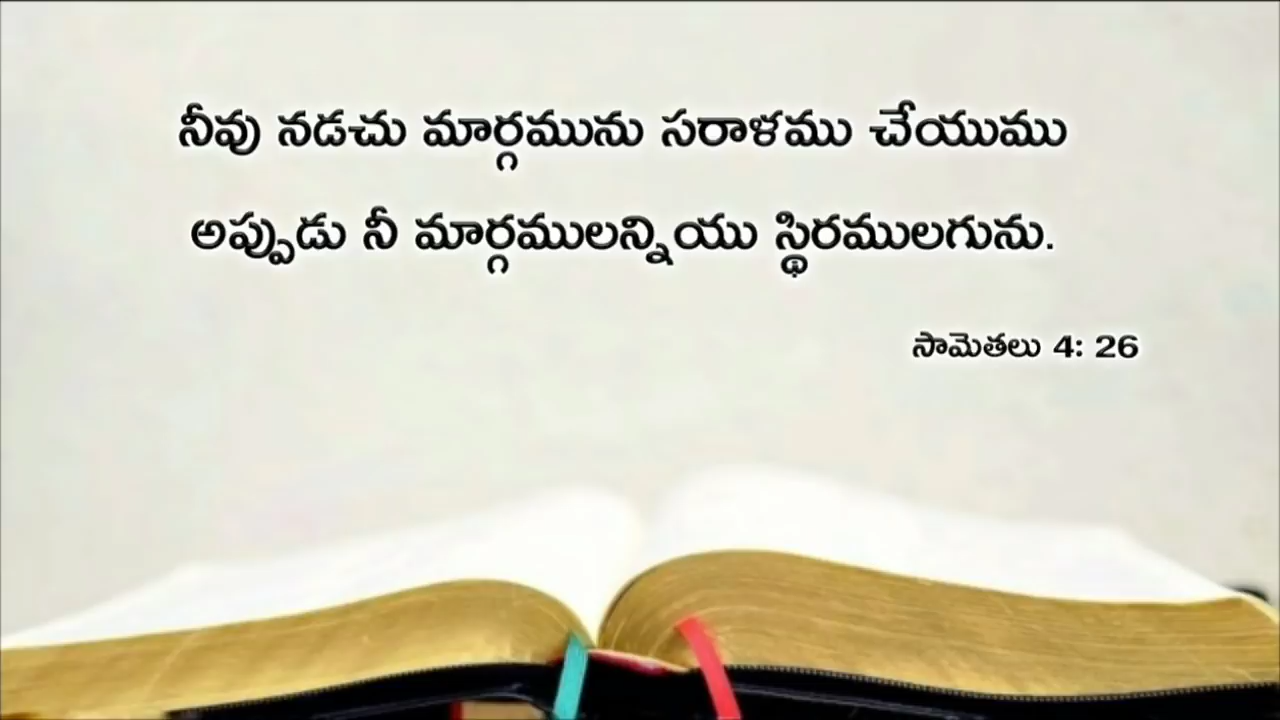 నీవు నడచు మార్గమును సరాళము చేయుము
అప్పుడు నీ మార్గములన్నియు స్థిరములగును.
సామెతలు 4: 26